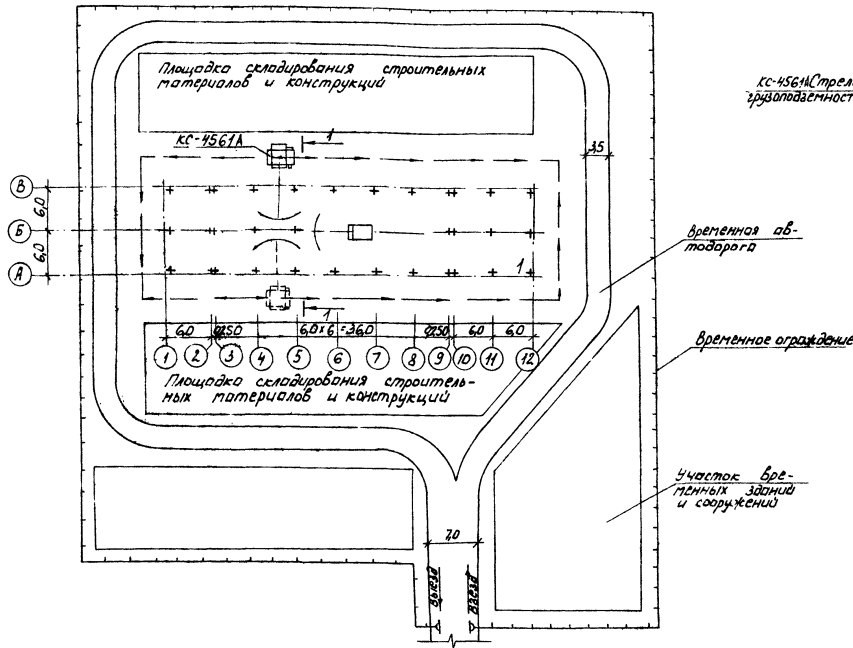 Площадка складирования строительных
материалов и конструкций
КС-4561А
1
3,5
В
6,0
Б
6,0
А
1
1
6,0
6,0×6=36,0
6,0
6,0
1
2
3
4
5
6
7
8
9
10
11
12
Площадка складирования строитель-
ных материалов и конструкций
КС-4561А
грузоподъемност
Временная ав-
тодорога
Временное ограждение
Участок вре-
менных зданий
и сооружений
7,0
выезд
въезд